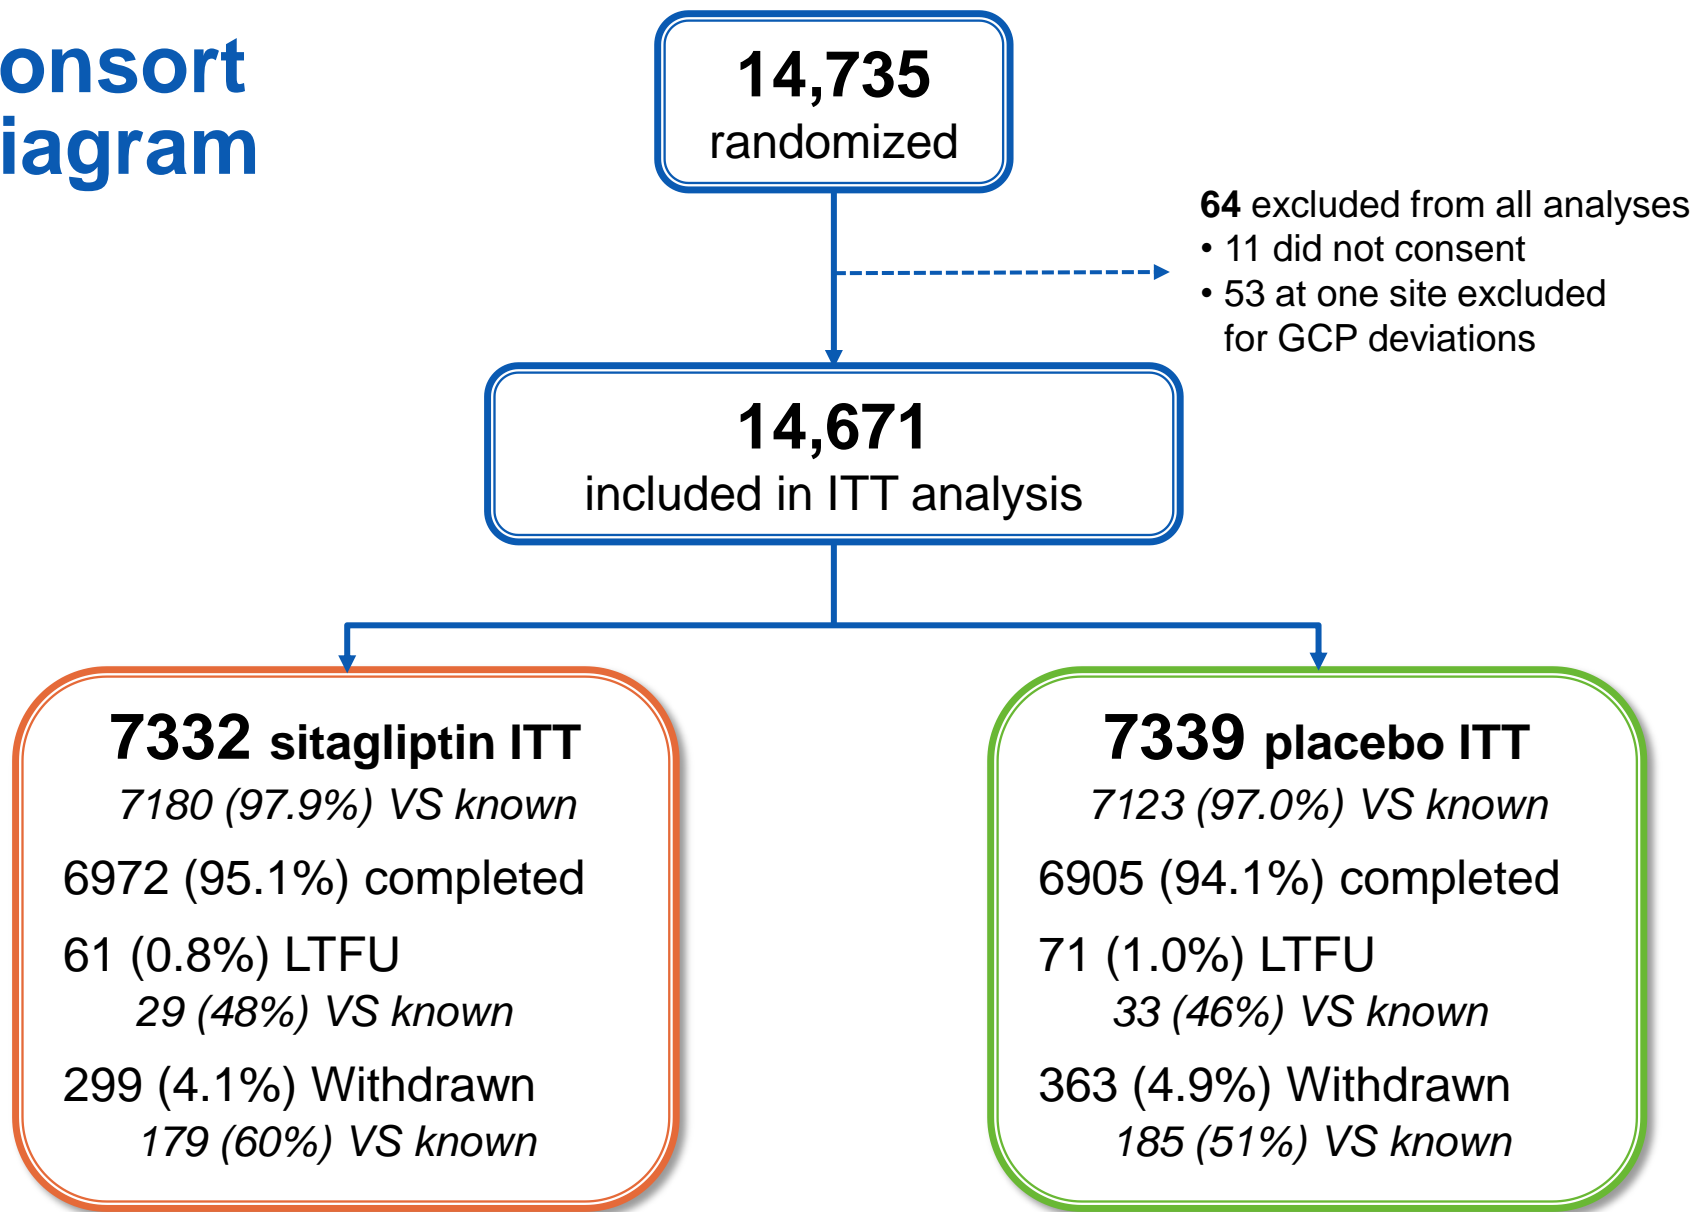 onsort
iagram
14,735
randomized
64 excluded from all analyses
• 11 did not consent
• 53 at one site excluded
for GCP deviations
14,671
included in ITT analysis
7332 sitagliptin ITT
7180 (97.9%) VS known
6972 (95.1%) completed
61 (0.8%) LTFU
29 (48%) VS known
299 (4.1%) Withdrawn
179 (60%) VS known
7339 placebo ITT
7123 (97.0%) VS known
6905 (94.1%) completed
71 (1.0%) LTFU
33 (46%) VS known
363 (4.9%) Withdrawn
185 (51%) VS known